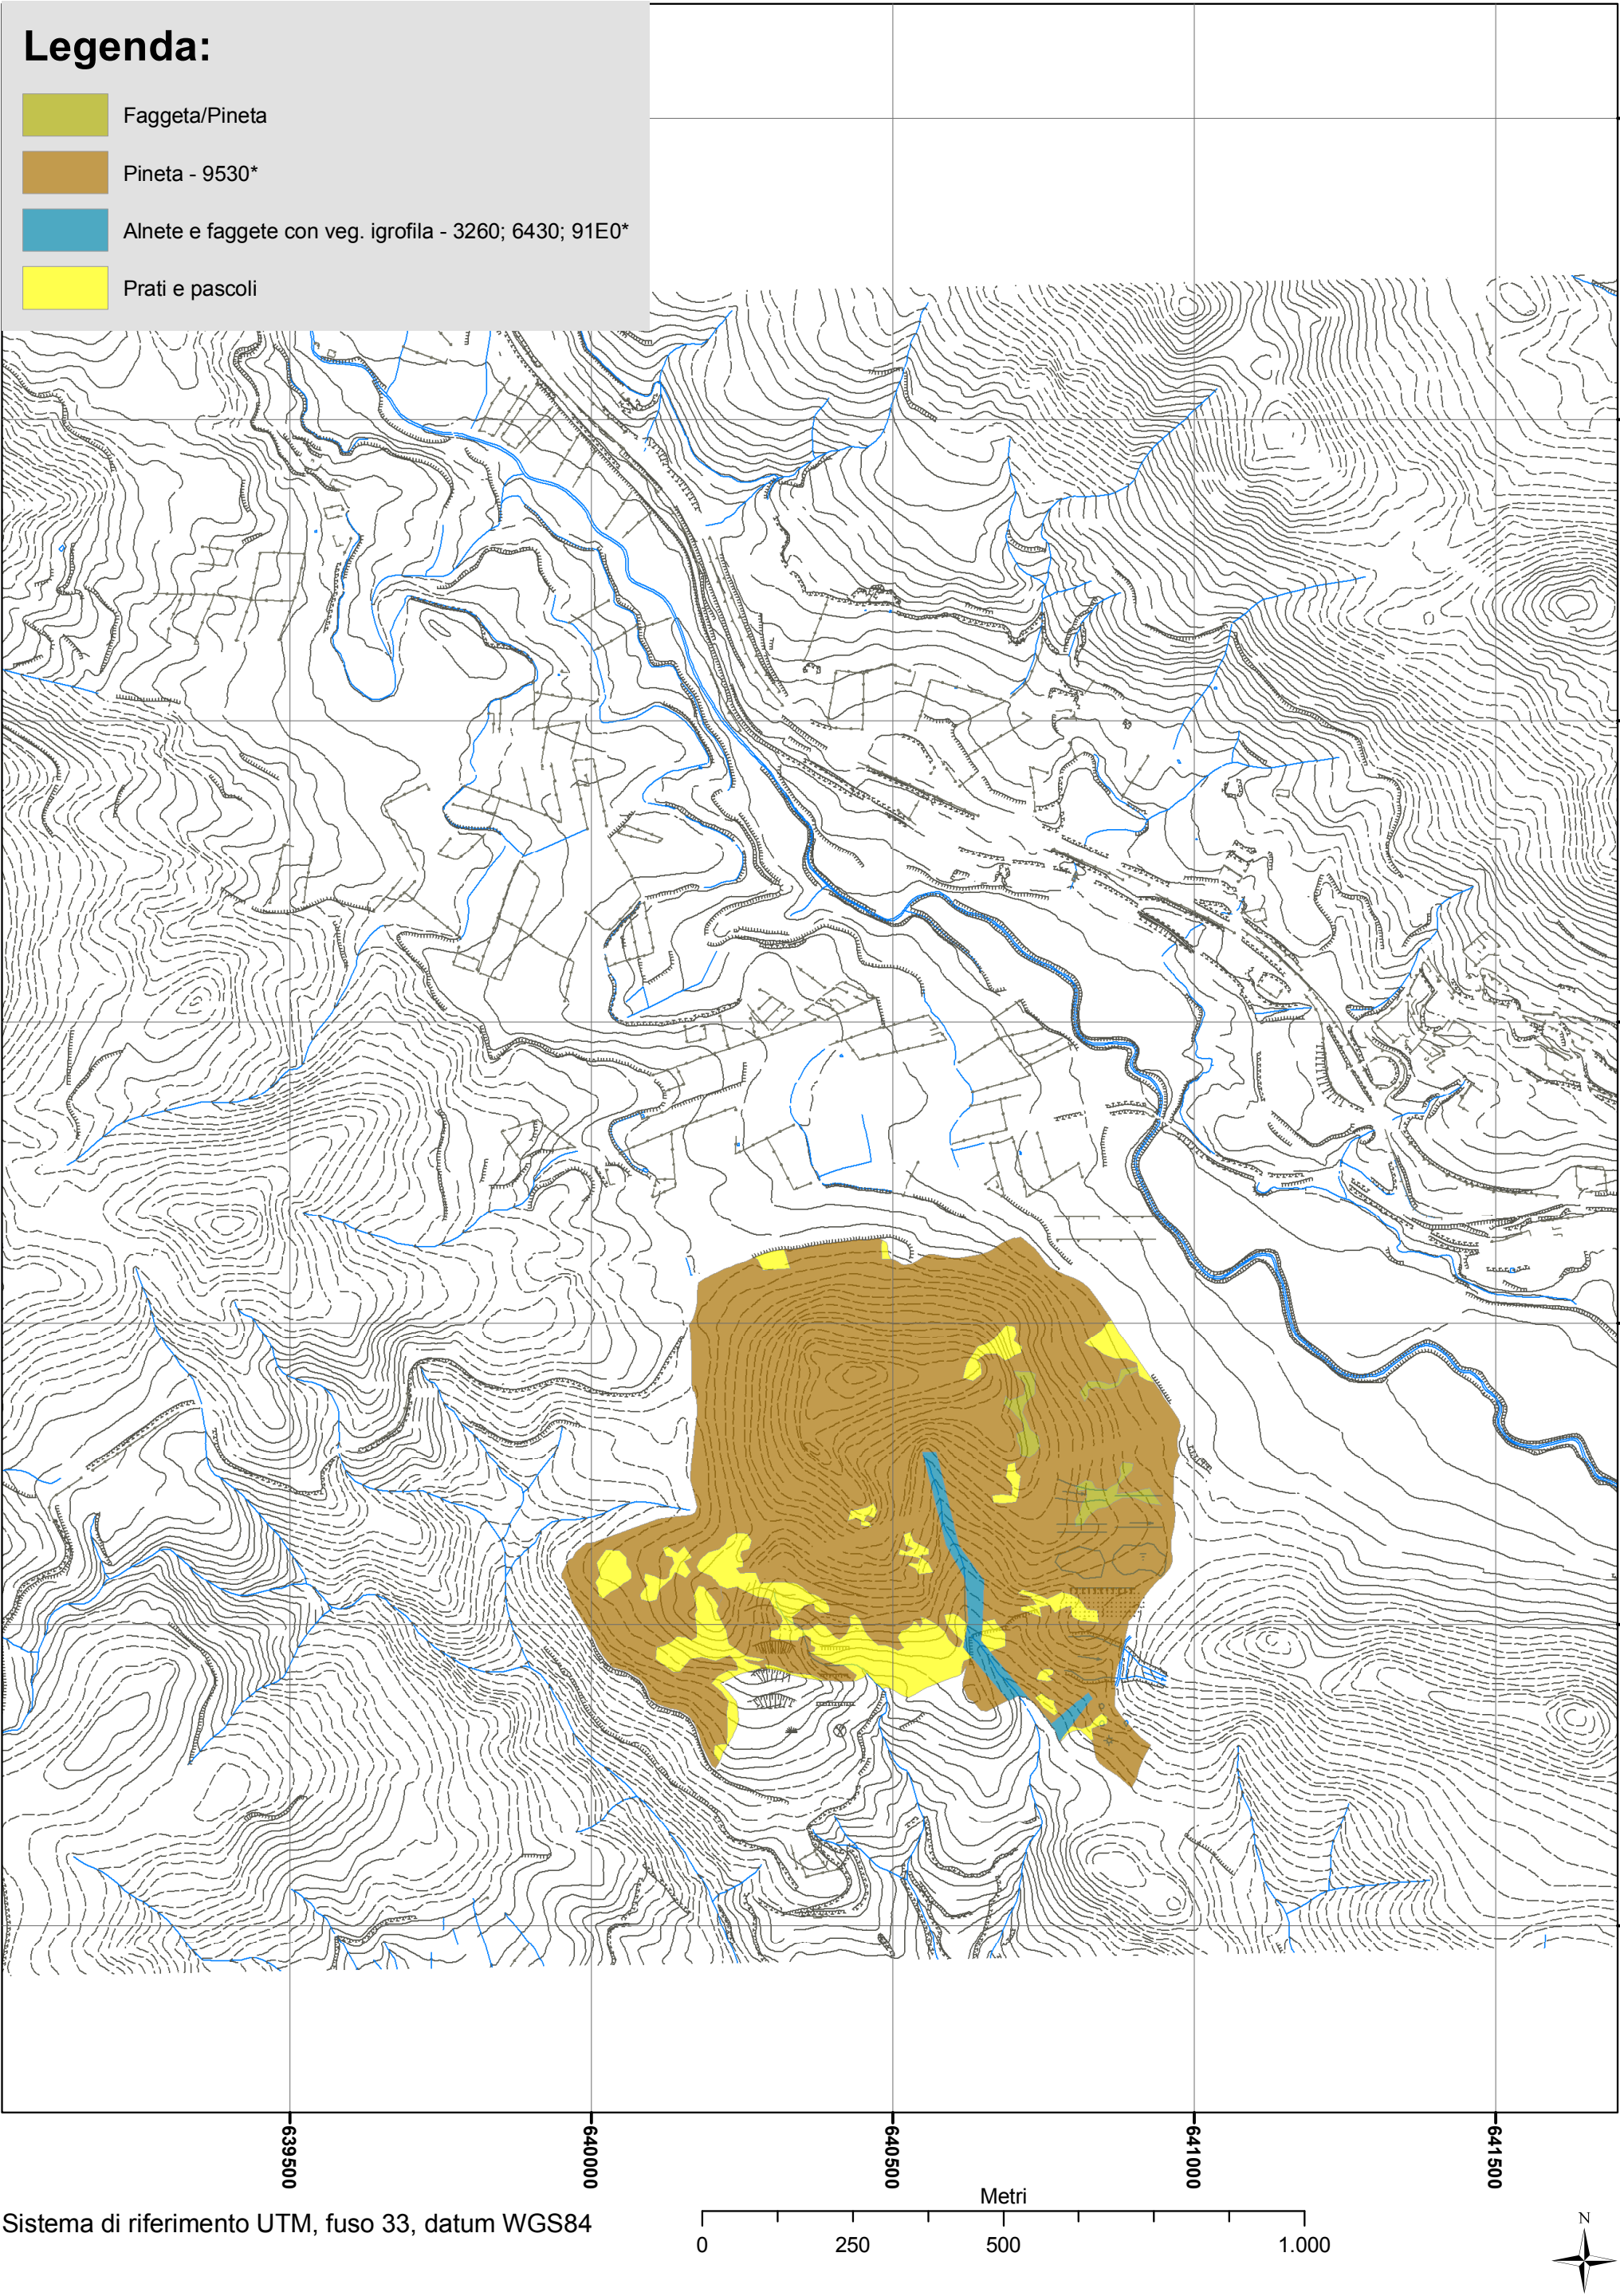 Legenda:
Faggeta/Pineta
Pineta - 9530*
Alnete e faggete con veg. igrofila - 3260; 6430; 91E0*
Prati e pascoli
639500
640000
640500
641000
641500
Sistema di riferimento UTM, fuso 33, datum WGS84
Metri
0
250
500
1.000
N